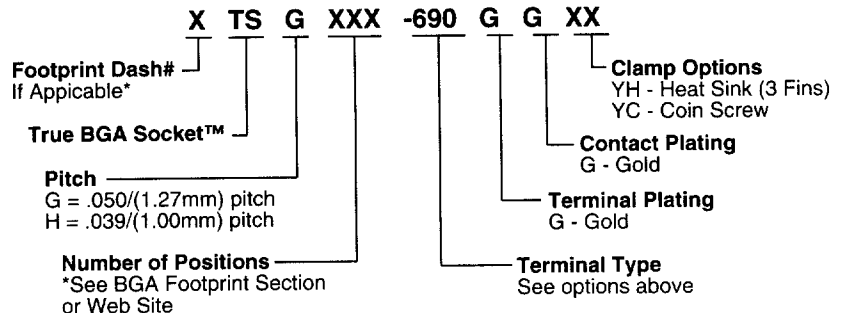 X TS G XXX -690 G G XX
Footprint Dash#
If Appicable*
True BGA Socket™
Pitch
G = .050/(1.27mm) pitch
H = .039/(1.00mm) pitch
Number of Positions
*See BGA Footprint Section
or Web Site
Clamp Options
YH - Heat Sink (3 Fins)
YC - Coin Screw
Contact Plating
G - Gold
Terminal Plating
G - Gold
Terminal Type
See options above